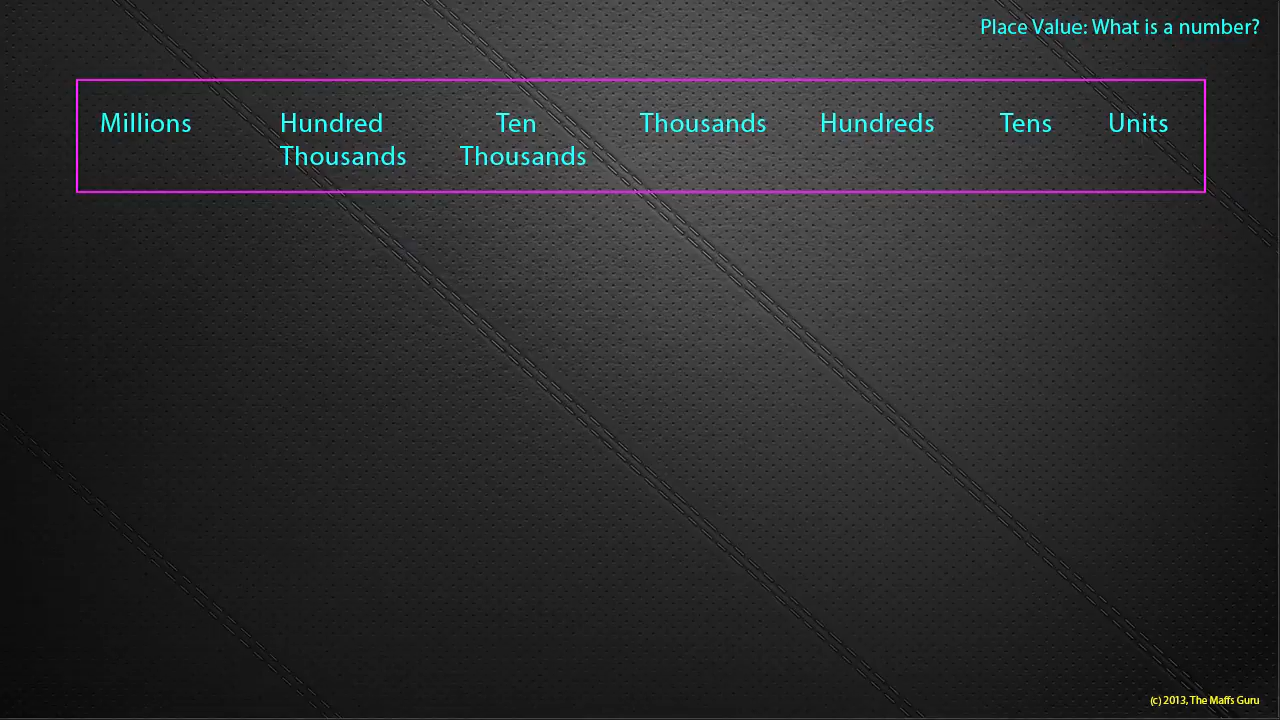 Place Value: What is a number?
Millions Hundred Ten Thousands Hundreds Tens Units
Thousands Thousands
(c) 2013, The Maffs Guru